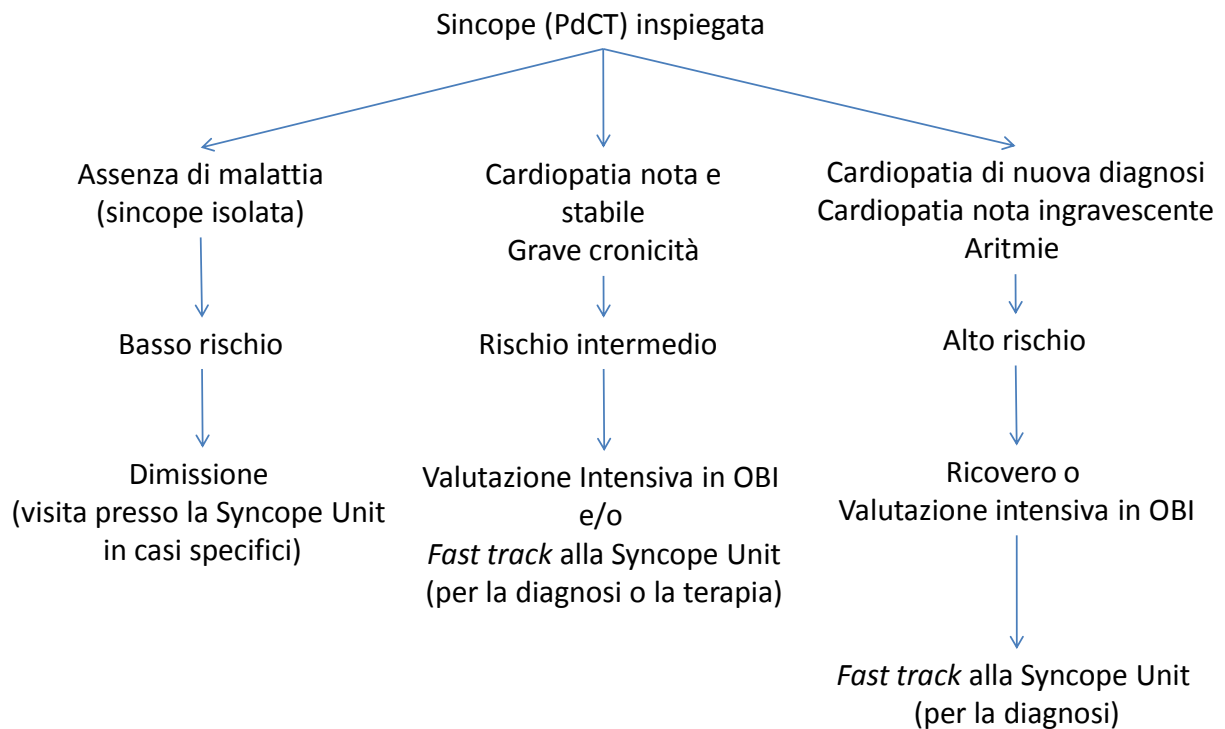 Sincope (PdCT) inspiegata
Assenza di malattia
(sincope isolata)
Cardiopatia nota e
stabile
Grave cronicità
Cardiopatia di nuova diagnosi
Cardiopatia nota ingravescente
Aritmie
Basso rischio
Rischio intermedio
Alto rischio
Dimissione
(visita presso la Syncope Unit
in casi specifici)
Valutazione Intensiva in OBI
e/o
Fast track alla Syncope Unit
(per la diagnosi o la terapia)
Ricovero o
Valutazione intensiva in OBI
Fast track alla Syncope Unit
(per la diagnosi)